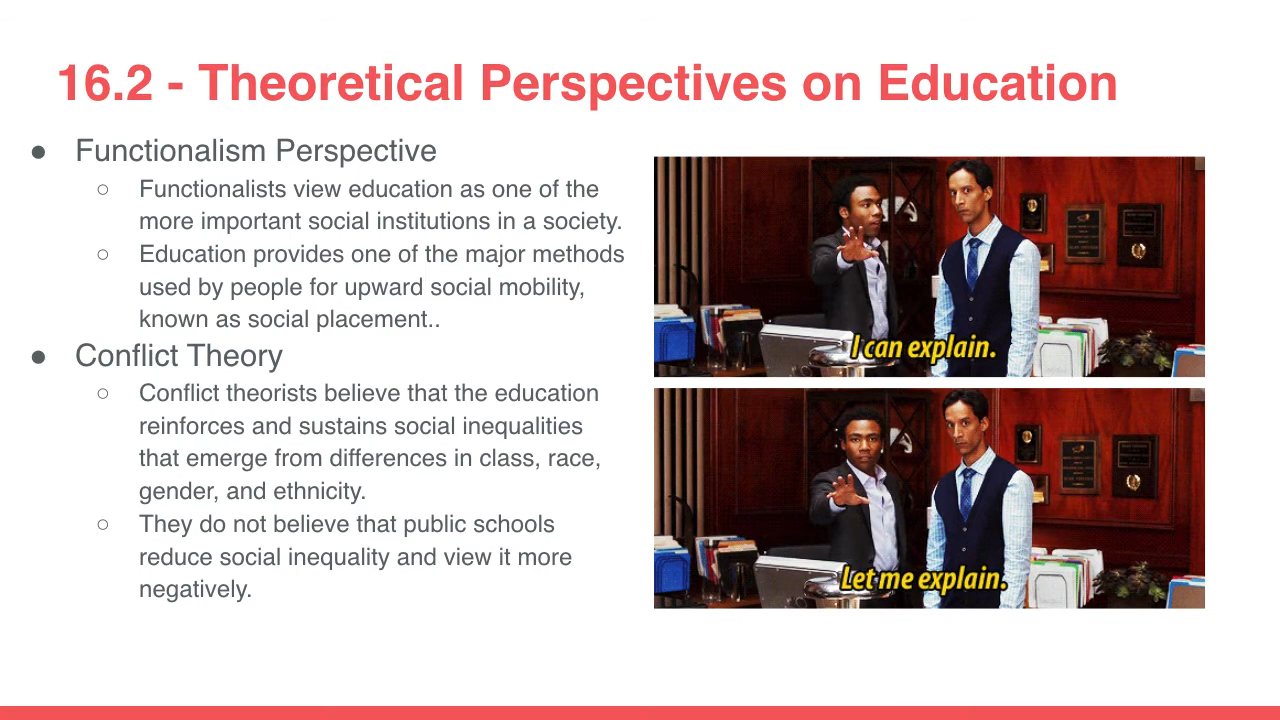 16.2 - Theoretical Perspectives on Education
● Functionalism Perspective
○ Functionalists view education as one of the
more important social institutions in a society.
○ Education provides one of the major methods
used by people for upward social mobility,
known as social placement..
● Conflict Theory
○ Conflict theorists believe that the education
reinforces and sustains social inequalities
that emerge from differences in class, race,
gender, and ethnicity.
○ They do not believe that public schools
reduce social inequality and view it more
negatively.
I can explain.
Let me explain.